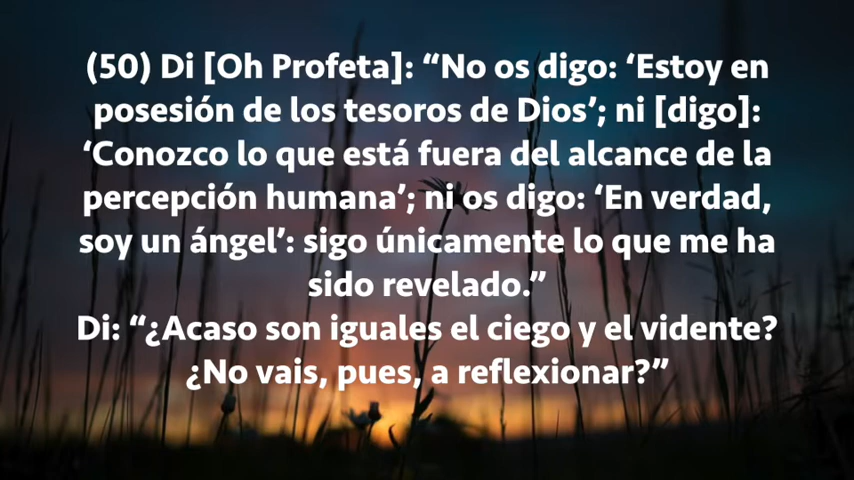 (50) Di [Oh Profeta]: “No os digo: ‘Estoy en
posesión de los tesoros de Dios’; ni [digo]:
‘Conozco lo que está fuera del alcance de la
percepción humana’; ni os digo: ‘En verdad,
soy un ángel’: sigo únicamente lo que me ha
sido revelado.”
Di: “¿Acaso son iguales el ciego y el vidente?
¿No vais, pues, a reflexionar?”